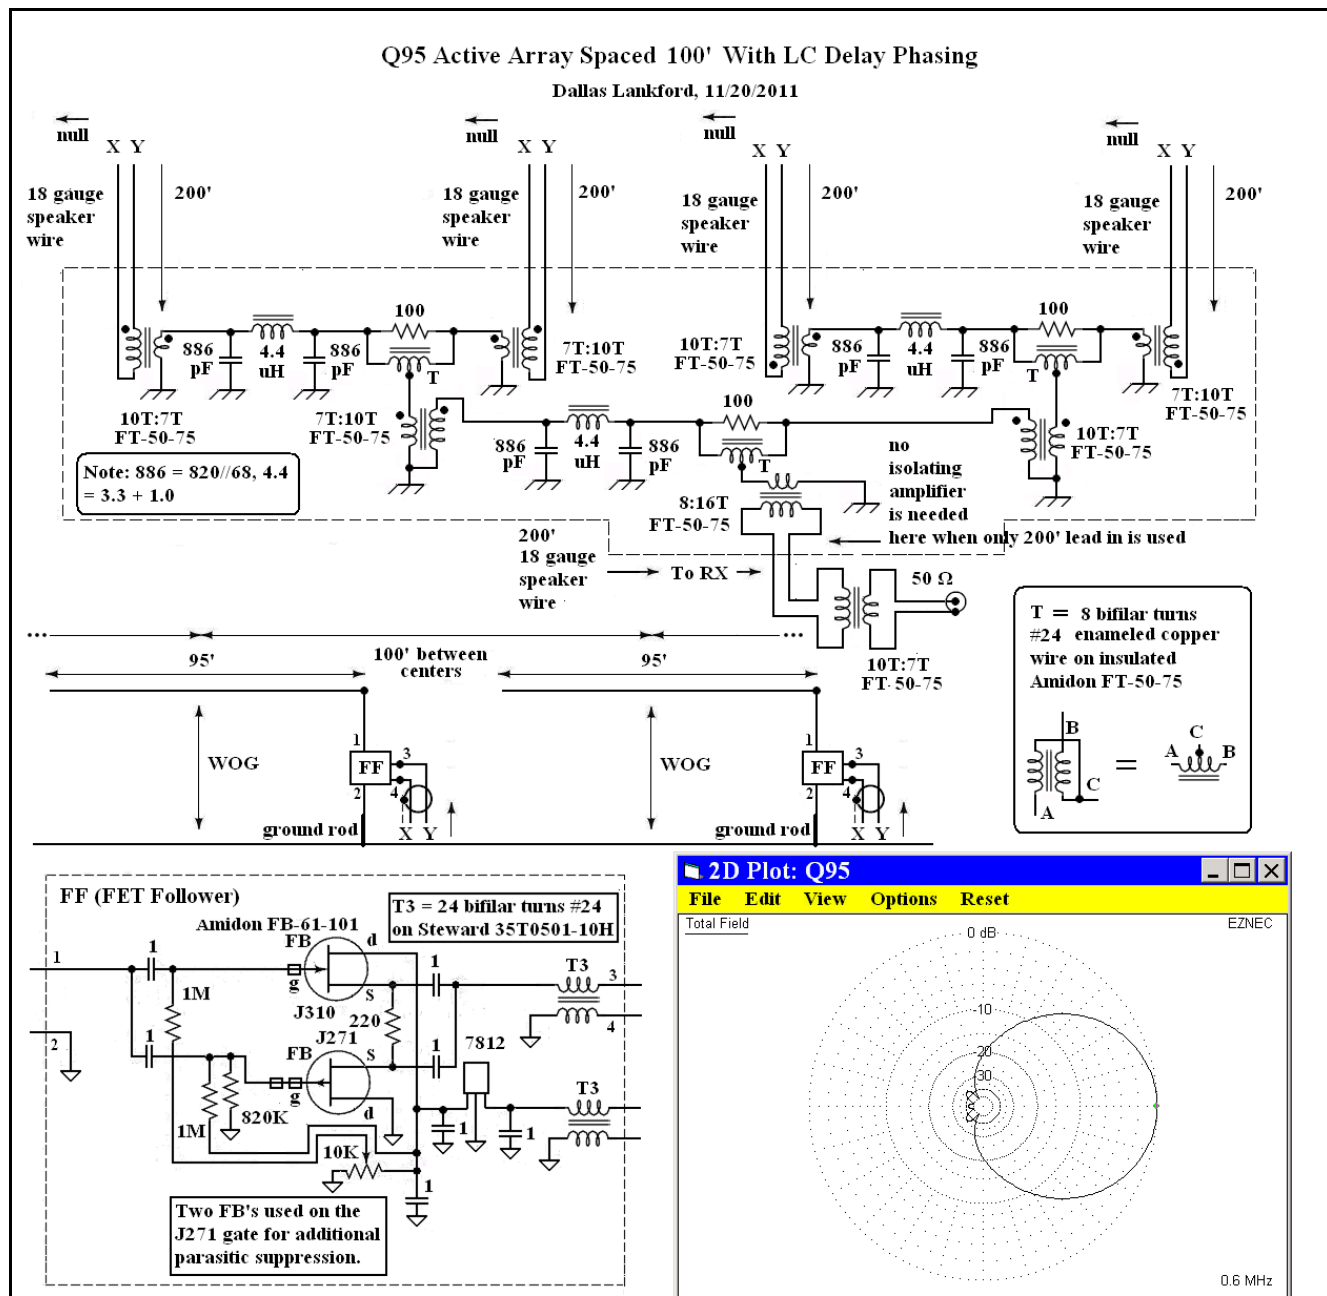 Q95 Active Array Spaced 100' With LC Delay Phasing
Dallas Lankford, 11/20/2011
null
null
null
null
X Y
X Y
X Y
X Y
18 gauge
speaker
wire
200'
18 gauge
speaker
wire
200'
18 gauge
speaker
wire
200'
18 gauge
speaker
wire
200'
100
886
pF
4.4
uH
886
pF
T
10T:7T
FT-50-75
7T:10T
FT-50-75
7T:10T
FT-50-75
10T:7T
FT-50-75
100
886
pF
4.4
uH
886
pF
T
7T:10T
FT-50-75
10T:7T
FT-50-75
886
pF
4.4
uH
886
pF
100
T
Note: 886 = 820//68, 4.4
= 3.3 + 1.0
8:16T
FT-50-75
no
isolating
amplifier
is needed
here when only 200' lead in is used
200'
18 gauge
speaker
wire
To RX
50 Ω
10T:7T
FT-50-75
...
...
95'
100' between
centers
95'
WOG
1
FF
2
3
4
X Y
ground rod
WOG
1
FF
2
3
4
X Y
ground rod
T = 8 bifilar turns
#24 enameled copper
wire on insulated
Amidon FT-50-75
B
C
A
=
C
A
B
FF (FET Follower)
T3 = 24 bifilar turns #24
on Steward 35T0501-10H
Amidon FB-61-101
FB
d
g
s
J310
1
1
2
1M
1
220
J271
FB
s
g
d
1
1
T3
3
4
7812
T3
1
1
1M
820K
10K
1
Two FB's used on the
J271 gate for additional
parasitic suppression.
2D Plot: Q95
File Edit View Options Reset
Total Field
0 dB
EZNEC
-10
-20
-30
0.6 MHz